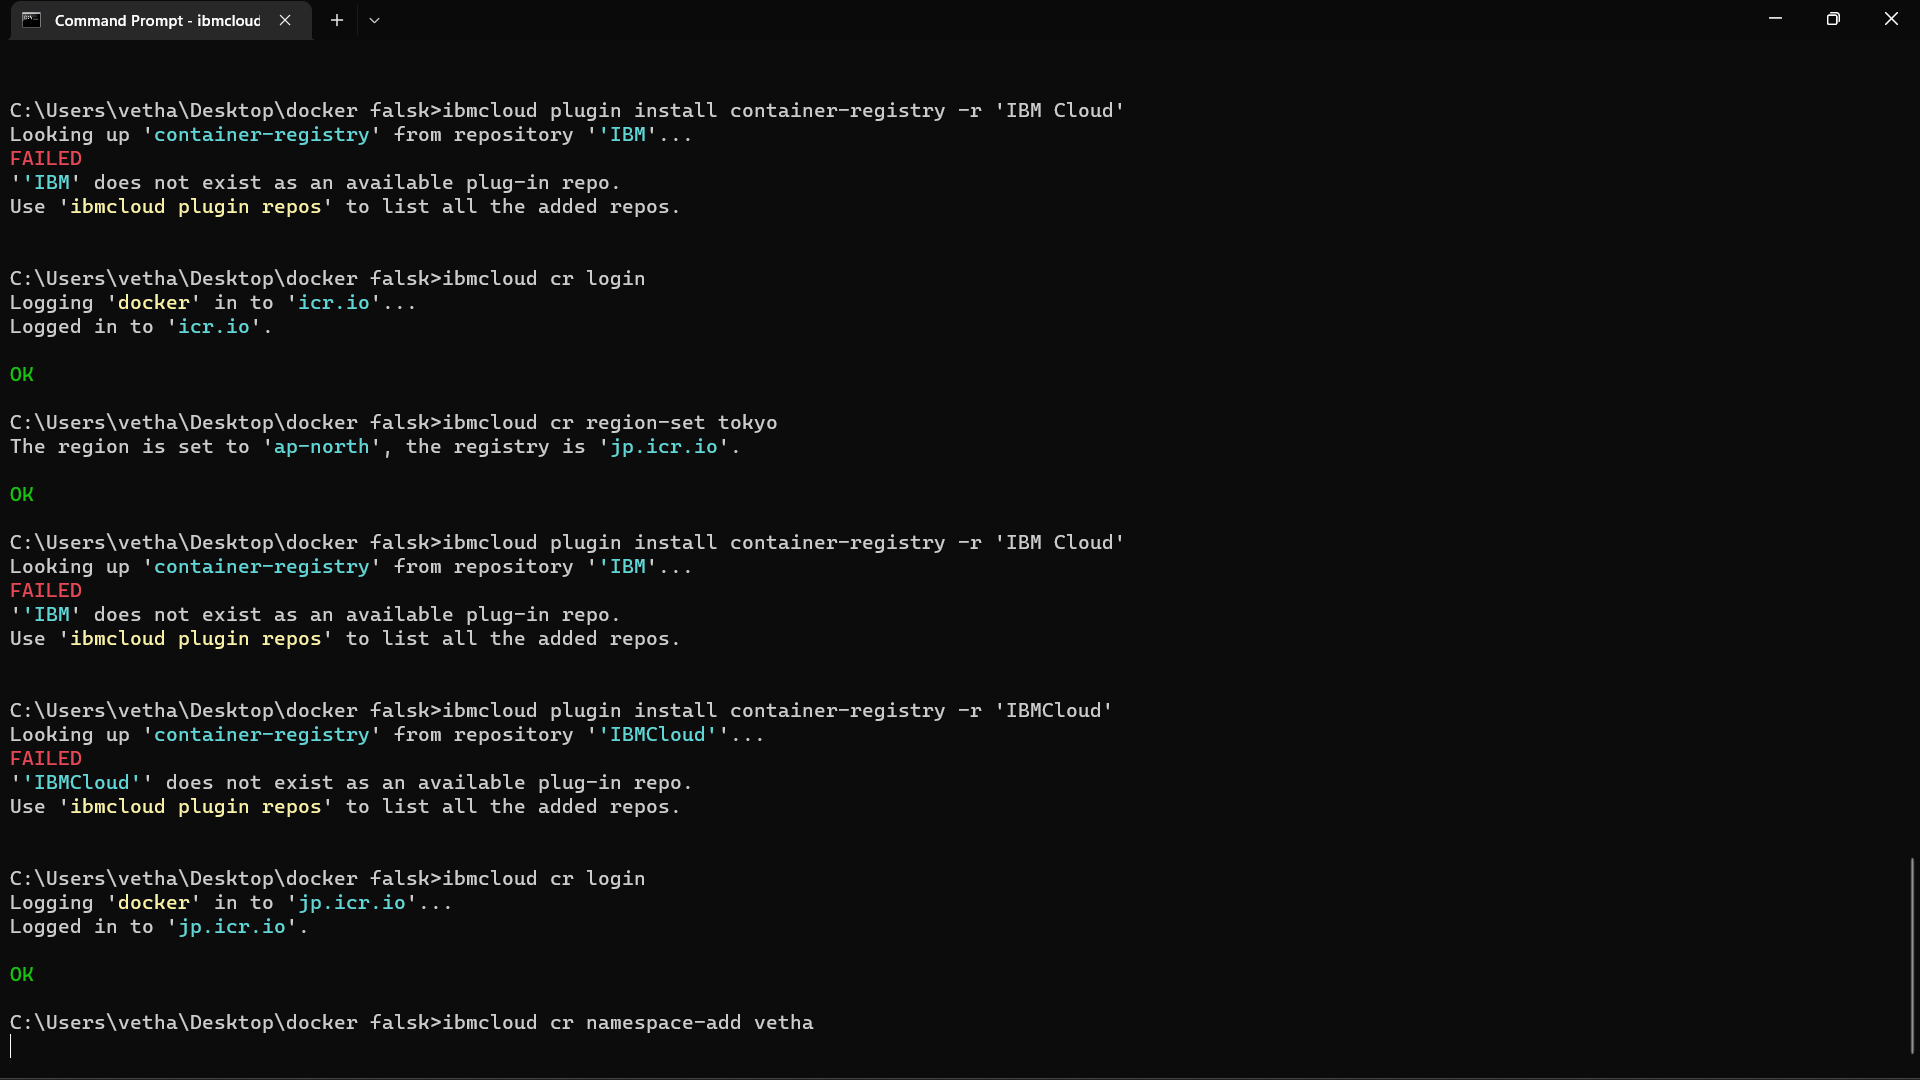 Command Prompt - ibmcloud
C:\Users\vetha\Desktop\docker falsk>ibmcloud plugin install container-registry -r 'IBM Cloud'
Looking up 'container-registry' from repository ''IBM'...
FAILED
''IBM' does not exist as an available plug-in repo.
Use 'ibmcloud plugin repos' to list all the added repos.
C:\Users\vetha\Desktop\docker falsk>ibmcloud cr login
Logging 'docker' in to 'icr.io'...
Logged in to 'icr.io'.
OK
C:\Users\vetha\Desktop\docker falsk>ibmcloud cr region-set tokyo
The region is set to 'ap-north', the registry is 'jp.icr.io'.
OK
C:\Users\vetha\Desktop\docker falsk>ibmcloud plugin install container-registry -r 'IBM Cloud'
Looking up 'container-registry' from repository ''IBM'...
FAILED
''IBM' does not exist as an available plug-in repo.
Use 'ibmcloud plugin repos' to list all the added repos.
C:\Users\vetha\Desktop\docker falsk>ibmcloud plugin install container-registry -r 'IBMCloud'
Looking up 'container-registry' from repository ''IBMCloud''...
FAILED
''IBMCloud'' does not exist as an available plug-in repo.
Use 'ibmcloud plugin repos' to list all the added repos.
C:\Users\vetha\Desktop\docker falsk>ibmcloud cr login
Logging 'docker' in to 'jp.icr.io'...
Logged in to 'jp.icr.io'.
OK
C:\Users\vetha\Desktop\docker falsk>ibmcloud cr namespace-add vetha